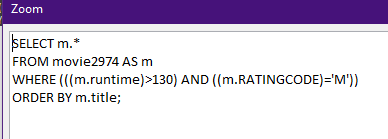 Zoom
SELECT m.*
FROM movie2974 AS m
WHERE (((m.runtime)>130) AND ((m.RATINGCODE)='M'))
ORDER BY m.title;